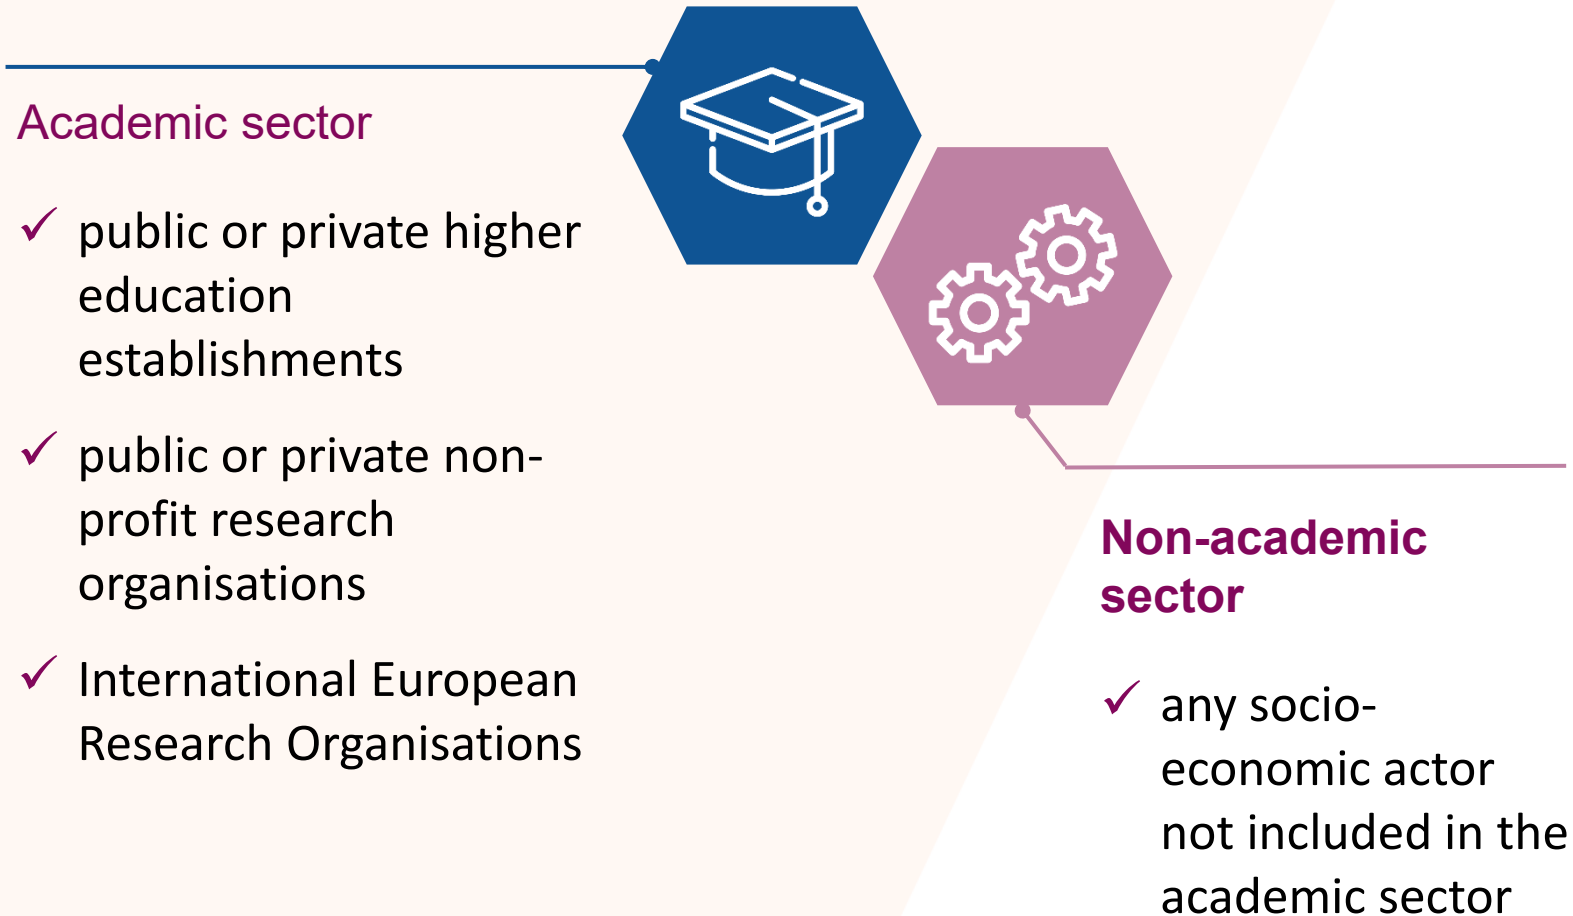 Academic sector
public or private higher
education
establishments
public or private non-
profit research
organisations
International European
Research Organisations
Non-academic
sector
any socio-
economic actor
not included in the
academic sector